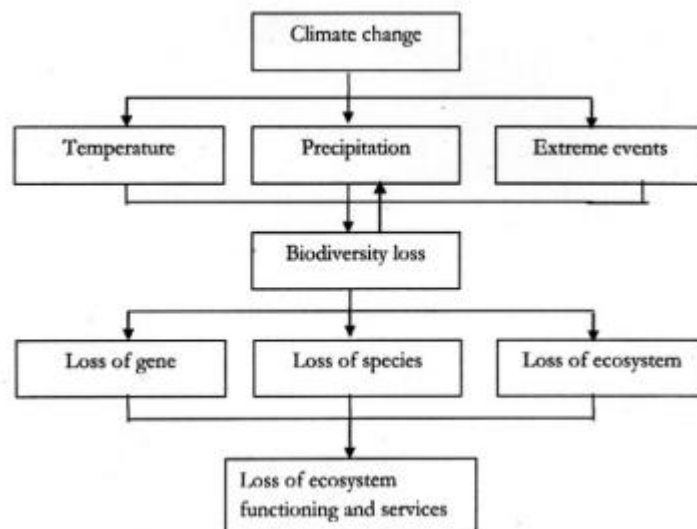 Climate change
Temperature
Precipitation
Extreme events
Biodiversity loss
Loss of gene
Loss of species
Loss of ecosystem
Loss of ecosystem
functioning and services